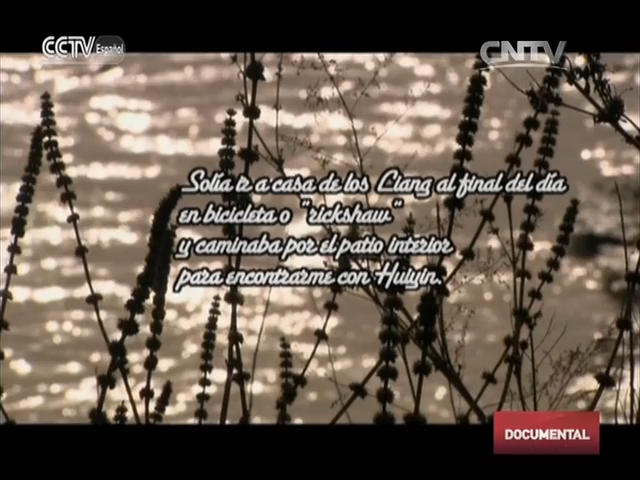 CCTV Español
CNTV
Solía ir a casa de los Liang al final del día
en bicicleta o "rickshaw"
y caminaba por el patio interior
para encontrarme con Huiyin.
DOCUMENTAL